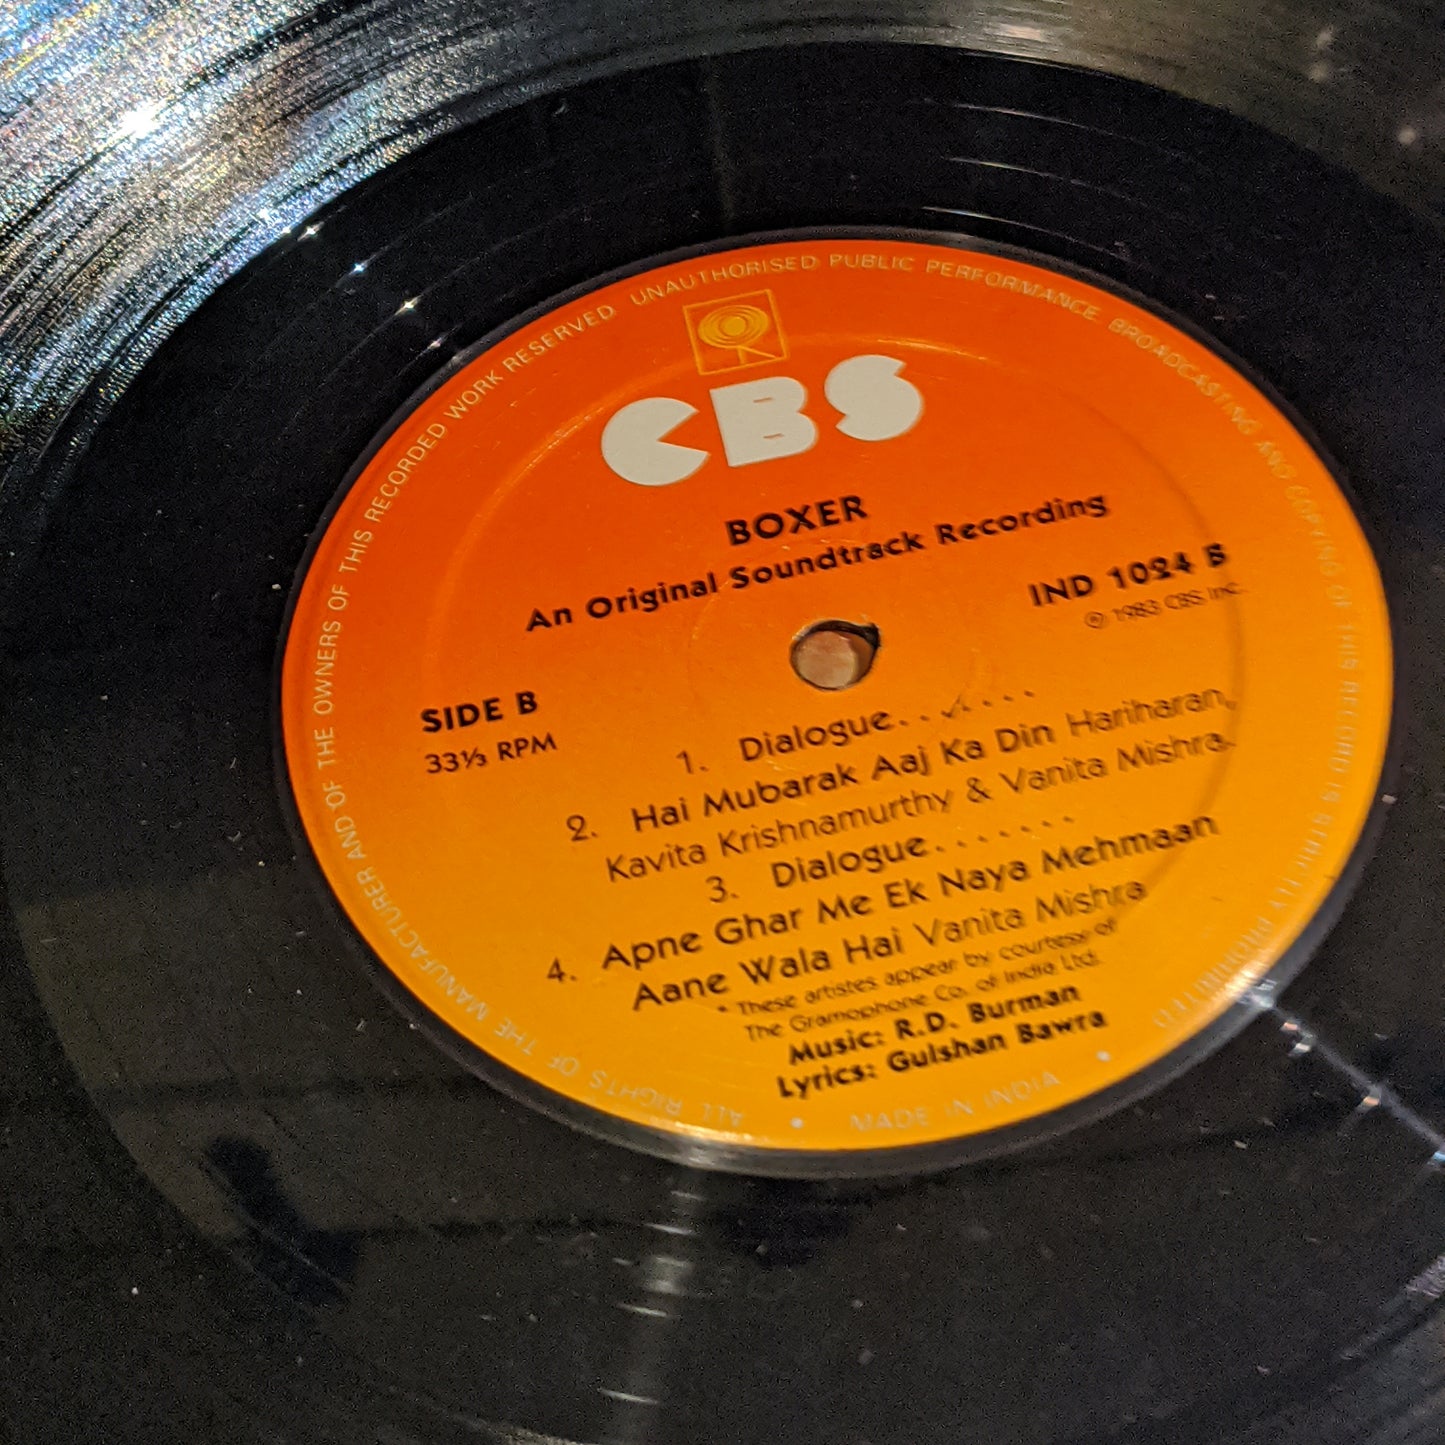 CBS
BOXER
An Original Soundtrack Recording
IND 1024 B
℗ 1983 CBS Inc.
SIDE B
33⅓ RPM
1. Dialogue.......
2. Hai Mubarak Aaj Ka Din Hariharan,
Kavita Krishnamurthy & Vanita Mishra.
3. Dialogue.......
4. Apne Ghar Me Ek Naya Mehmaan
Aane Wala Hai Vanita Mishra
• These artistes appear by courtesy of
The Gramophone Co. of India Ltd.
Music: R.D. Burman
Lyrics: Gulshan Bawra
ALL RIGHTS OF THE MANUFACTURER AND OF THE OWNERS OF THIS RECORDED WORK RESERVED UNAUTHORISED PUBLIC PERFORMANCE BROADCASTING AND COPYING OF THIS RECORD IS STRICTLY PROHIBITED
• MADE IN INDIA •